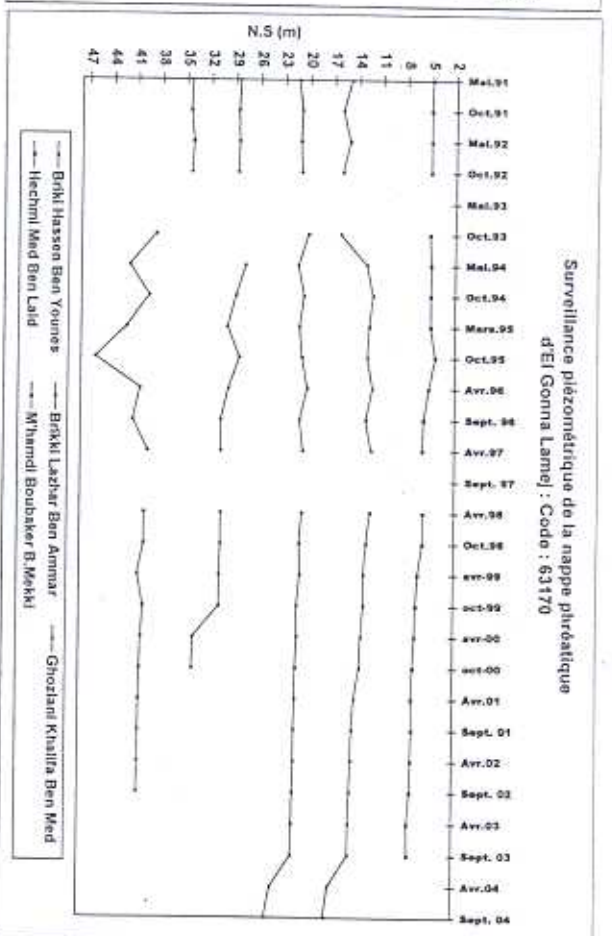 Surveillance piézométrique de la nappe phréatique
d'El Gonna Lamej : Code : 63170
Mai.91
Oct.91
Mai.92
Oct.92
Mai.93
Oct.93
Mai.94
Oct.94
Mars.95
Oct.95
Avr.96
Sept. 96
Avr.97
Sept. 97
Avr.98
Oct.98
avr-99
oct-99
avr-00
oct-00
Avr.01
Sept. 01
Avr.02
Sept. 02
Avr.03
Sept. 03
Avr.04
Sept. 04
2
5
8
11
14
17
20
23
26
29
32
35
38
41
44
47
N.S (m)
Briki Hassen Ben Younes
Brikki Lazhar Ben Ammar
Ghozlani Khalifa Ben Med
Hechmi Med Ben Laid
M'hamdi Boubaker B.Mekki